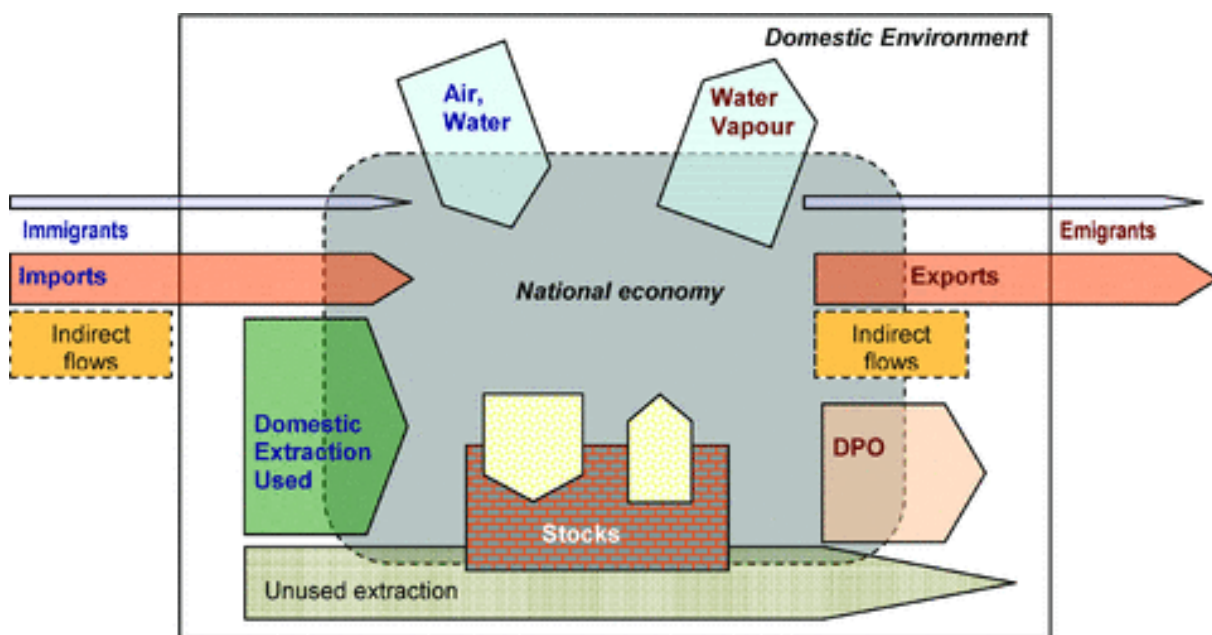 Domestic Environment
Air,
Water
Water
Vapour
Immigrants
Emigrants
Imports
National economy
Exports
Indirect
flows
Indirect
flows
Domestic
Extraction
Used
DPO
Stocks
Unused extraction